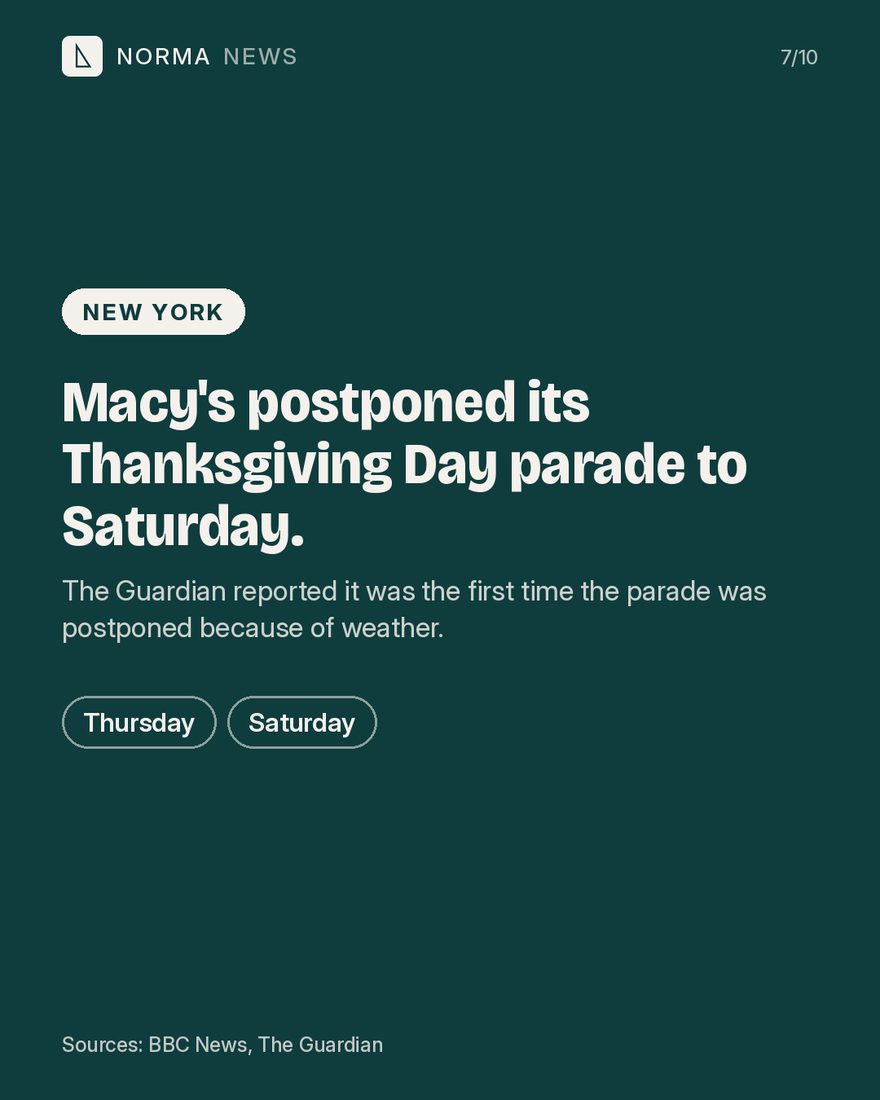 NORMA NEWS
7/10
NEW YORK
Macy's postponed its
Thanksgiving Day parade to
Saturday.
The Guardian reported it was the first time the parade was
postponed because of weather.
Thursday
Saturday
Sources: BBC News, The Guardian